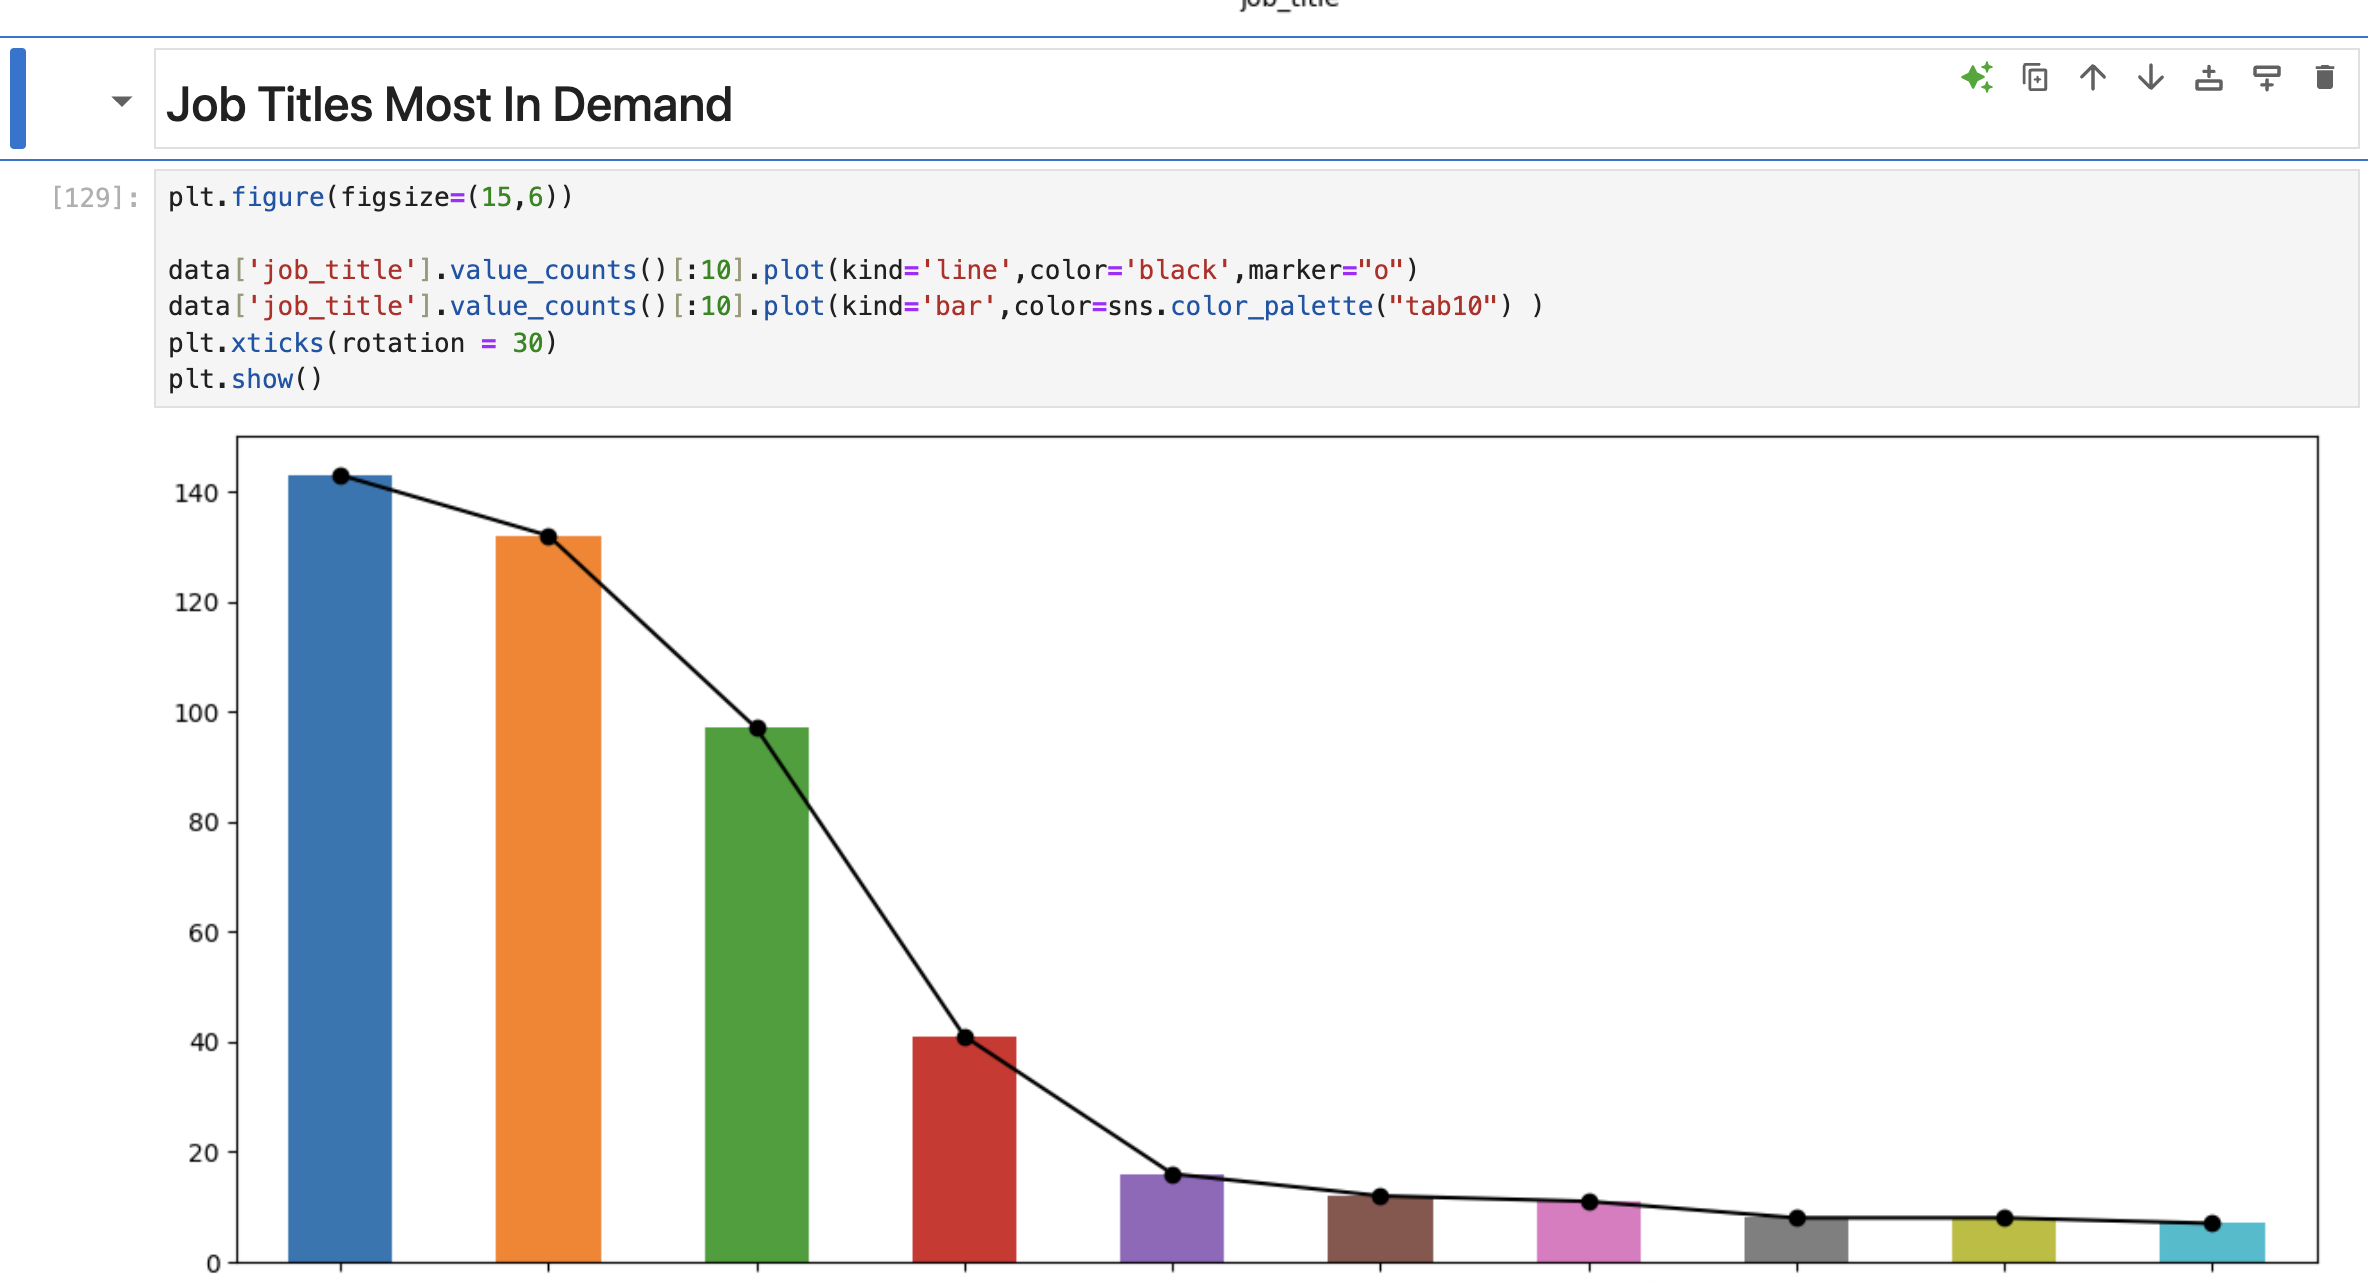 job_title
Job Titles Most In Demand
[129]:
plt.figure(figsize=(15,6))
data['job_title'].value_counts()[:10].plot(kind='line',color='black',marker="o")
data['job_title'].value_counts()[:10].plot(kind='bar',color=sns.color_palette("tab10") )
plt.xticks(rotation = 30)
plt.show()
140
120
100
80
60
40
20
0